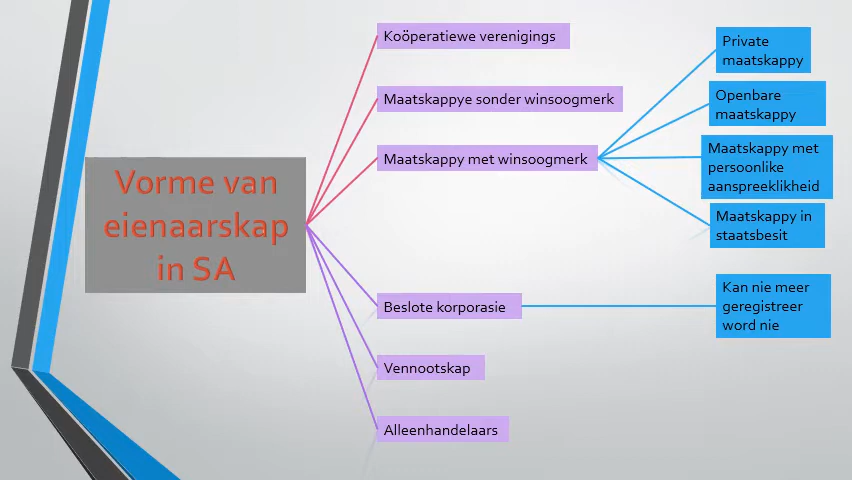 Vorme van
eienaarskap
in SA
Koöperatiewe verenigings
Maatskappye sonder winsoogmerk
Maatskappy met winsoogmerk
Private
maatskappy
Openbare
maatskappy
Maatskappy met
persoonlike
aanspreeklikheid
Maatskappy in
staatsbesit
Beslote korporasie
Kan nie meer
geregistreer
word nie
Vennootskap
Alleenhandelaars